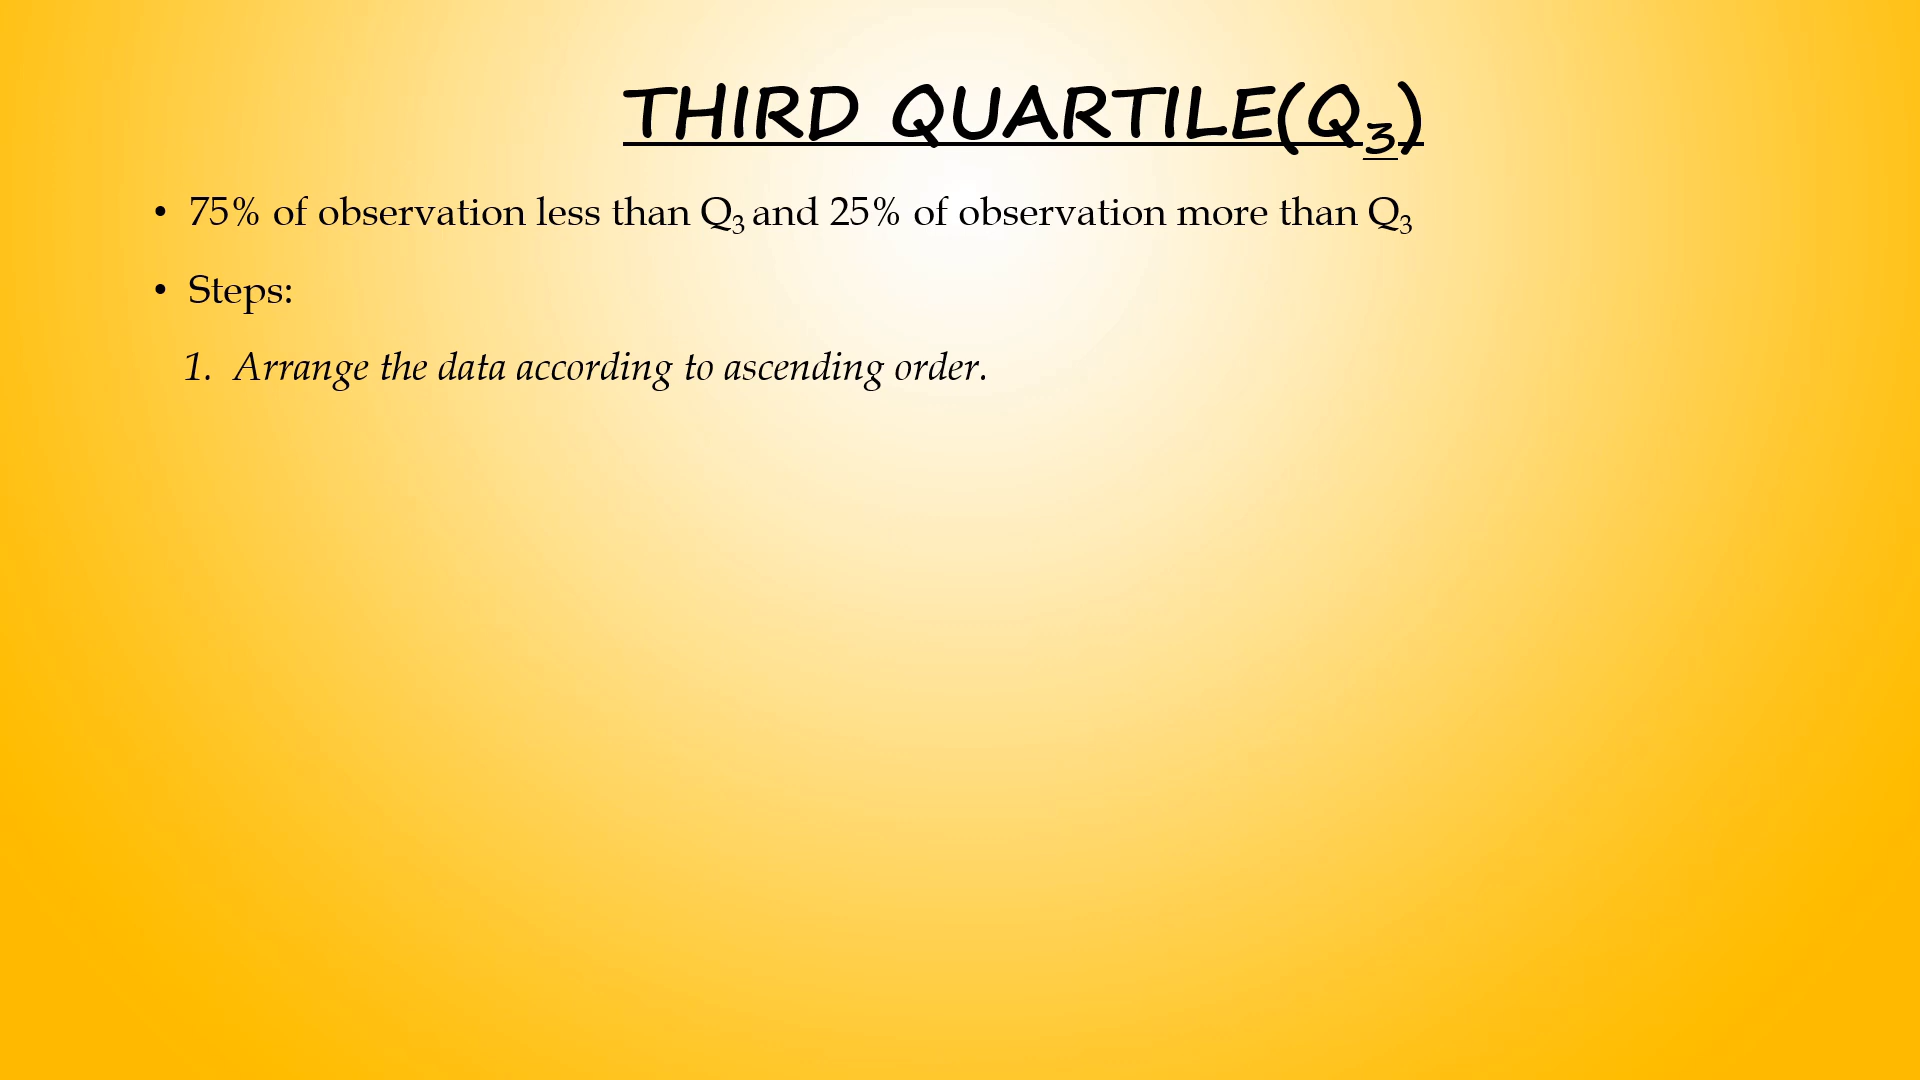 THIRD QUARTILE(Q₃)
• 75% of observation less than Q₃ and 25% of observation more than Q₃
• Steps:
1. Arrange the data according to ascending order.